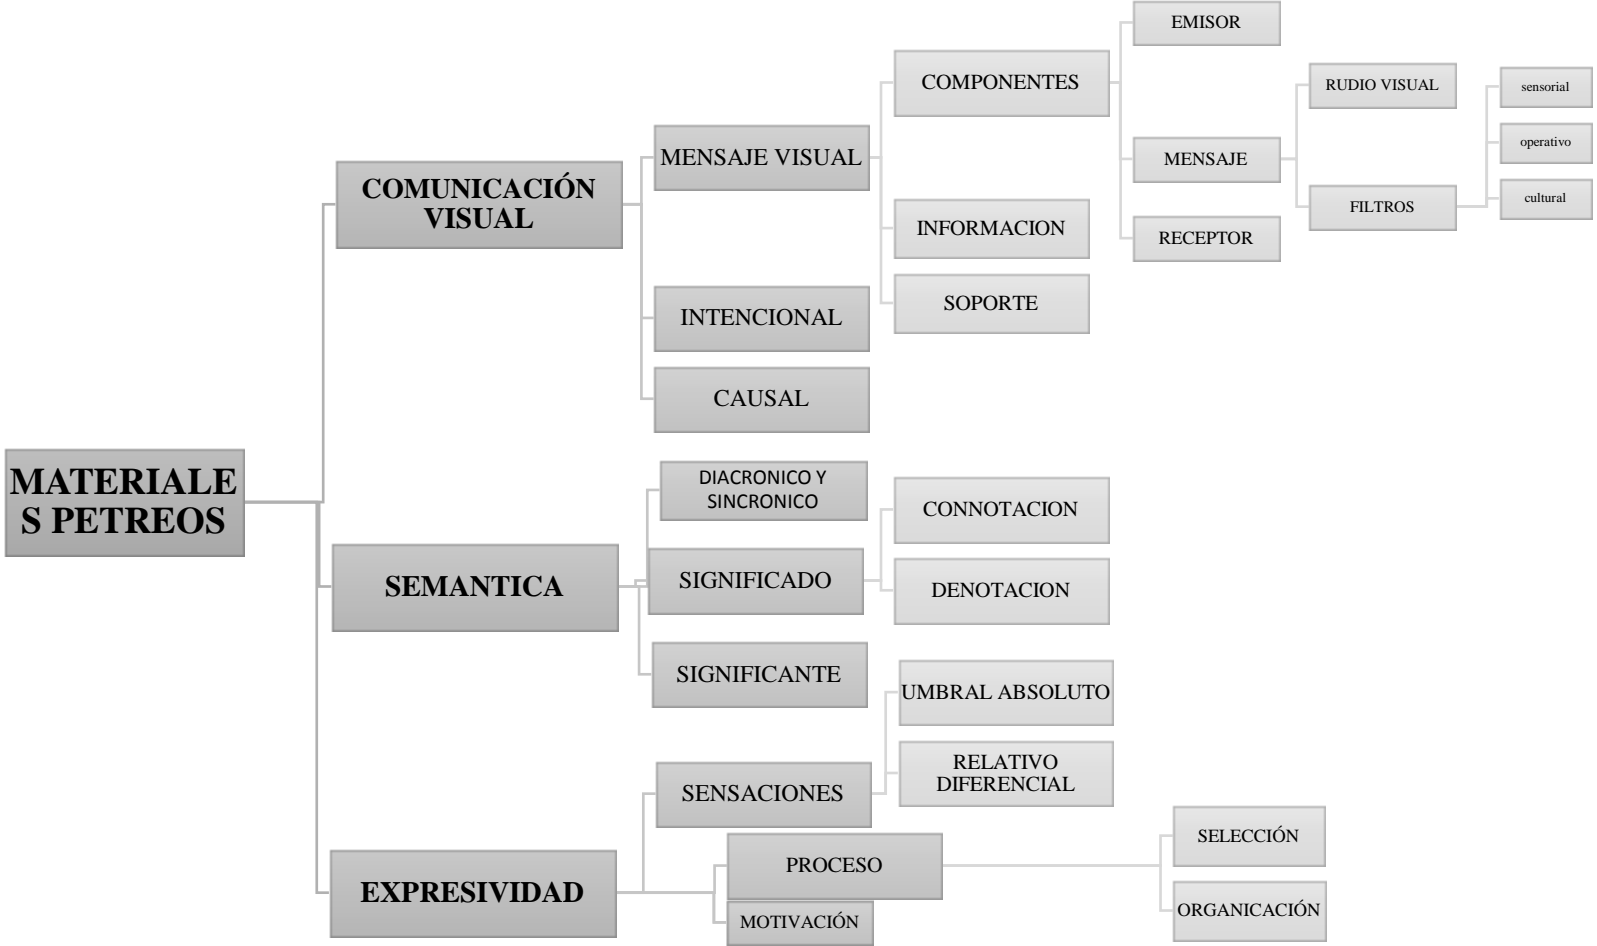 MATERIALE
S PETREOS
COMUNICACIÓN
VISUAL
MENSAJE VISUAL
COMPONENTES
EMISOR
MENSAJE
RUDIO VISUAL
FILTROS
sensorial
operativo
cultural
RECEPTOR
INFORMACION
SOPORTE
INTENCIONAL
CAUSAL
SEMANTICA
DIACRONICO Y
SINCRONICO
SIGNIFICADO
CONNOTACION
DENOTACION
SIGNIFICANTE
EXPRESIVIDAD
SENSACIONES
UMBRAL ABSOLUTO
RELATIVO
DIFERENCIAL
PROCESO
SELECCIÓN
ORGANICACIÓN
MOTIVACIÓN